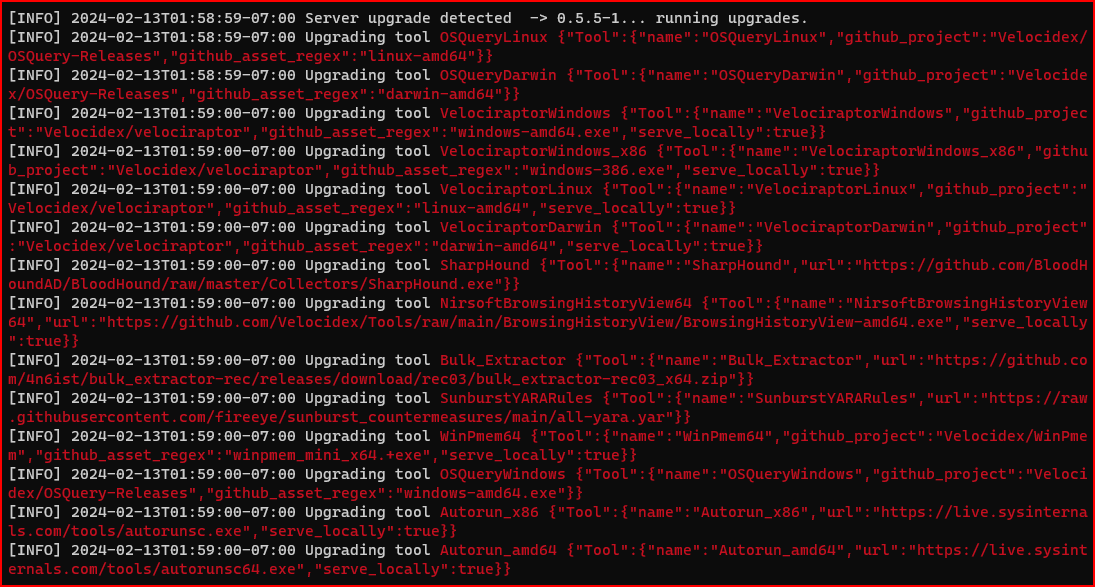 [INFO] 2024-02-13T01:58:59-07:00 Server upgrade detected  -> 0.5.5-1... running upgrades.
[INFO] 2024-02-13T01:58:59-07:00 Upgrading tool OSQueryLinux {"Tool":{"name":"OSQueryLinux","github_project":"Velocidex/
OSQuery-Releases","github_asset_regex":"linux-amd64"}}
[INFO] 2024-02-13T01:58:59-07:00 Upgrading tool OSQueryDarwin {"Tool":{"name":"OSQueryDarwin","github_project":"Velocide
x/OSQuery-Releases","github_asset_regex":"darwin-amd64"}}
[INFO] 2024-02-13T01:59:00-07:00 Upgrading tool VelociraptorWindows {"Tool":{"name":"VelociraptorWindows","github_projec
t":"Velocidex/velociraptor","github_asset_regex":"windows-amd64.exe","serve_locally":true}}
[INFO] 2024-02-13T01:59:00-07:00 Upgrading tool VelociraptorWindows_x86 {"Tool":{"name":"VelociraptorWindows_x86","githu
b_project":"Velocidex/velociraptor","github_asset_regex":"windows-386.exe","serve_locally":true}}
[INFO] 2024-02-13T01:59:00-07:00 Upgrading tool VelociraptorLinux {"Tool":{"name":"VelociraptorLinux","github_project":"
Velocidex/velociraptor","github_asset_regex":"linux-amd64","serve_locally":true}}
[INFO] 2024-02-13T01:59:00-07:00 Upgrading tool VelociraptorDarwin {"Tool":{"name":"VelociraptorDarwin","github_project"
:"Velocidex/velociraptor","github_asset_regex":"darwin-amd64","serve_locally":true}}
[INFO] 2024-02-13T01:59:00-07:00 Upgrading tool SharpHound {"Tool":{"name":"SharpHound","url":"https://github.com/BloodH
oundAD/BloodHound/raw/master/Collectors/SharpHound.exe"}}
[INFO] 2024-02-13T01:59:00-07:00 Upgrading tool NirsoftBrowsingHistoryView64 {"Tool":{"name":"NirsoftBrowsingHistoryView
64","url":"https://github.com/Velocidex/Tools/raw/main/BrowsingHistoryView/BrowsingHistoryView-amd64.exe","serve_locally
":true}}
[INFO] 2024-02-13T01:59:00-07:00 Upgrading tool Bulk_Extractor {"Tool":{"name":"Bulk_Extractor","url":"https://github.co
m/4n6ist/bulk_extractor-rec/releases/download/rec03/bulk_extractor-rec03_x64.zip"}}
[INFO] 2024-02-13T01:59:00-07:00 Upgrading tool SunburstYARARules {"Tool":{"name":"SunburstYARARules","url":"https://raw
.githubusercontent.com/fireeye/sunburst_countermeasures/main/all-yara.yar"}}
[INFO] 2024-02-13T01:59:00-07:00 Upgrading tool WinPmem64 {"Tool":{"name":"WinPmem64","github_project":"Velocidex/WinPme
m","github_asset_regex":"winpmem_mini_x64.+exe","serve_locally":true}}
[INFO] 2024-02-13T01:59:00-07:00 Upgrading tool OSQueryWindows {"Tool":{"name":"OSQueryWindows","github_project":"Veloci
dex/OSQuery-Releases","github_asset_regex":"windows-amd64.exe"}}
[INFO] 2024-02-13T01:59:00-07:00 Upgrading tool Autorun_x86 {"Tool":{"name":"Autorun_x86","url":"https://live.sysinterna
ls.com/tools/autorunsc.exe","serve_locally":true}}
[INFO] 2024-02-13T01:59:00-07:00 Upgrading tool Autorun_amd64 {"Tool":{"name":"Autorun_amd64","url":"https://live.sysint
ernals.com/tools/autorunsc64.exe","serve_locally":true}}